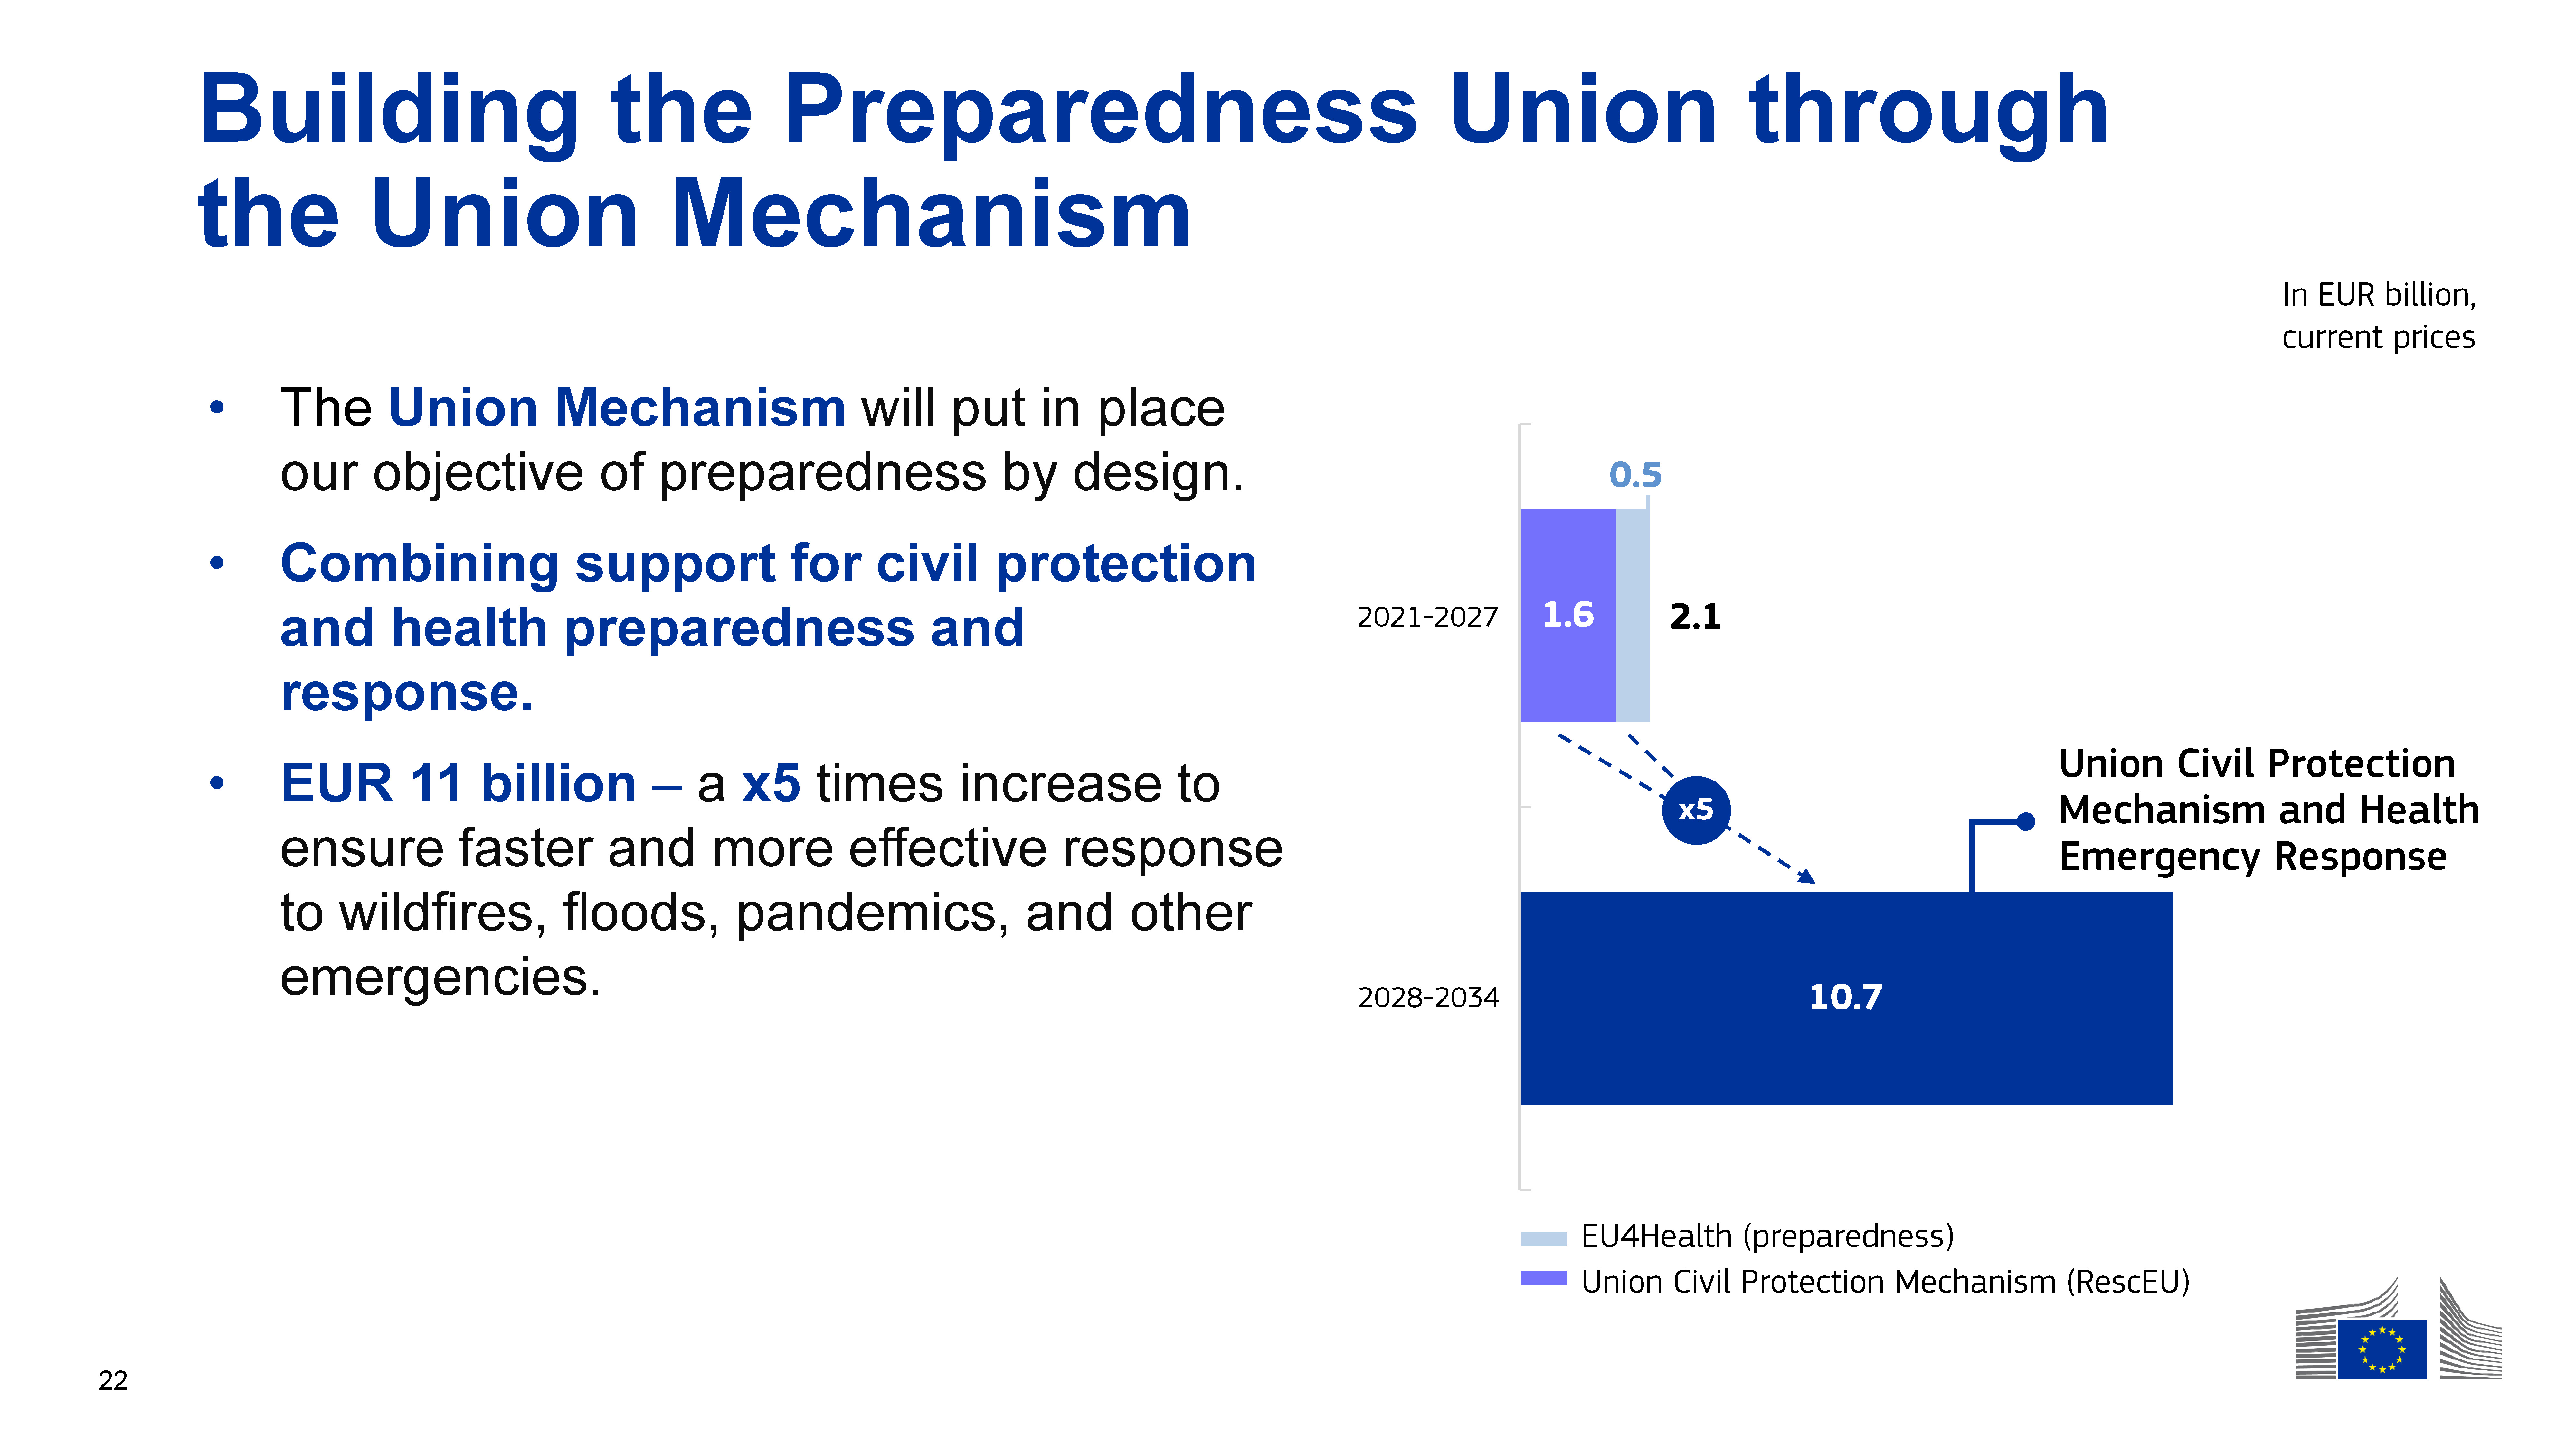 Building the Preparedness Union through
the Union Mechanism
In EUR billion,
current prices
• The Union Mechanism will put in place
our objective of preparedness by design.
• Combining support for civil protection
and health preparedness and
response.
• EUR 11 billion – a x5 times increase to
ensure faster and more effective response
to wildfires, floods, pandemics, and other
emergencies.
0.5
2021-2027 1.6 2.1
x5
Union Civil Protection
Mechanism and Health
Emergency Response
2028-2034 10.7
EU4Health (preparedness)
Union Civil Protection Mechanism (RescEU)
22